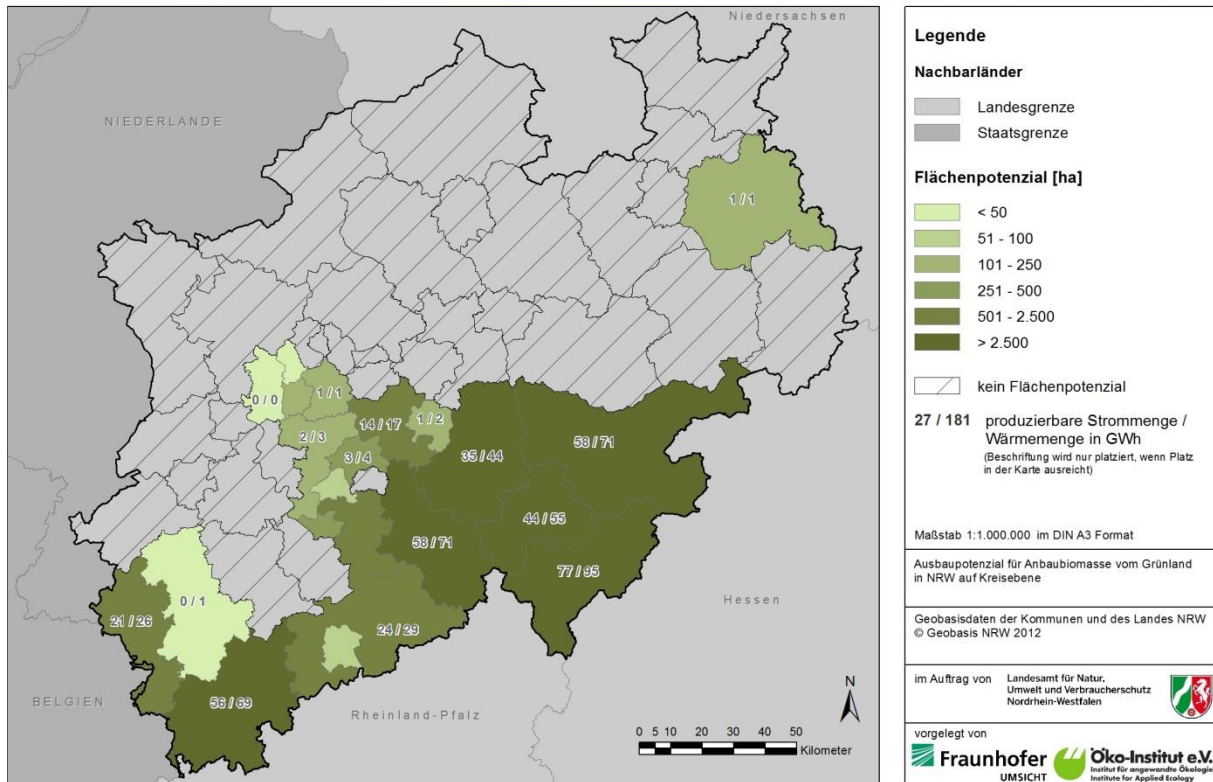 Niedersachsen
NIEDERLANDE
1 / 1
0 / 0
1 / 1
14 / 17
1 / 2
2 / 3
3 / 4
35 / 44
58 / 71
44 / 55
58 / 71
77 / 95
0 / 1
21 / 26
24 / 29
56 / 69
Hessen
BELGIEN
Rheinland-Pfalz
N
0 5 10 20 30 40 50
Kilometer
Legende
Nachbarländer
Landesgrenze
Staatsgrenze
Flächenpotenzial [ha]
< 50
51 - 100
101 - 250
251 - 500
501 - 2.500
> 2.500
kein Flächenpotenzial
27 / 181 produzierbare Strommenge /
Wärmemenge in GWh
(Beschriftung wird nur platziert, wenn Platz
in der Karte ausreicht)
Maßstab 1:1.000.000 im DIN A3 Format
Ausbaupotenzial für Anbaubiomasse vom Grünland
in NRW auf Kreisebene
Geobasisdaten der Kommunen und des Landes NRW
© Geobasis NRW 2012
im Auftrag von Landesamt für Natur,
Umwelt und Verbraucherschutz
Nordrhein-Westfalen
vorgelegt von
Fraunhofer
UMSICHT
Öko-Institut e.V.
Institut für angewandte Ökologie
Institute for Applied Ecology